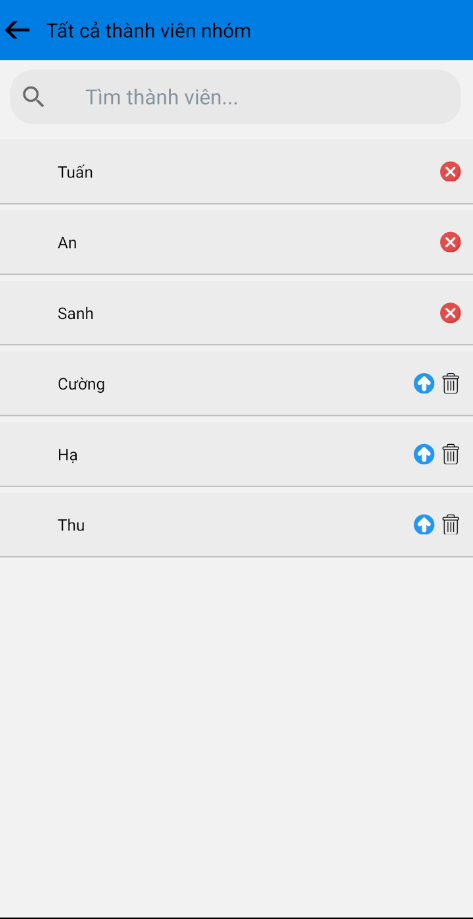 Tất cả thành viên nhóm
Tìm thành viên...
Tuấn
An
Sanh
Cường
Hạ
Thu